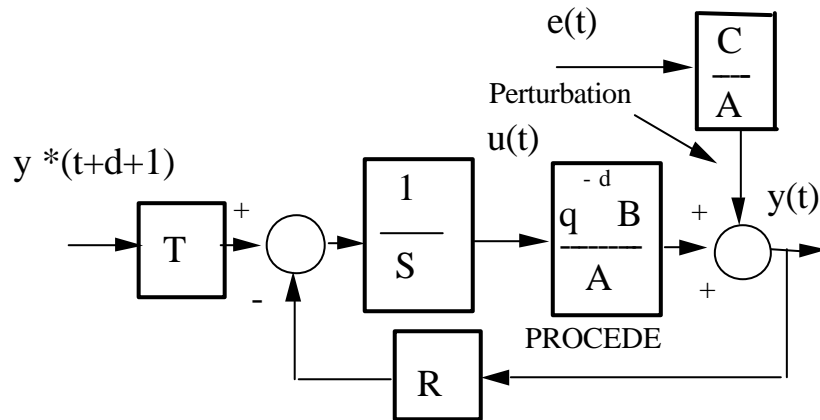 e(t)
C
A
Perturbation
y *(t+d+1)
u(t)
y(t)
T
+
-
1
S
q - d B
A
+
+
PROCEDE
R